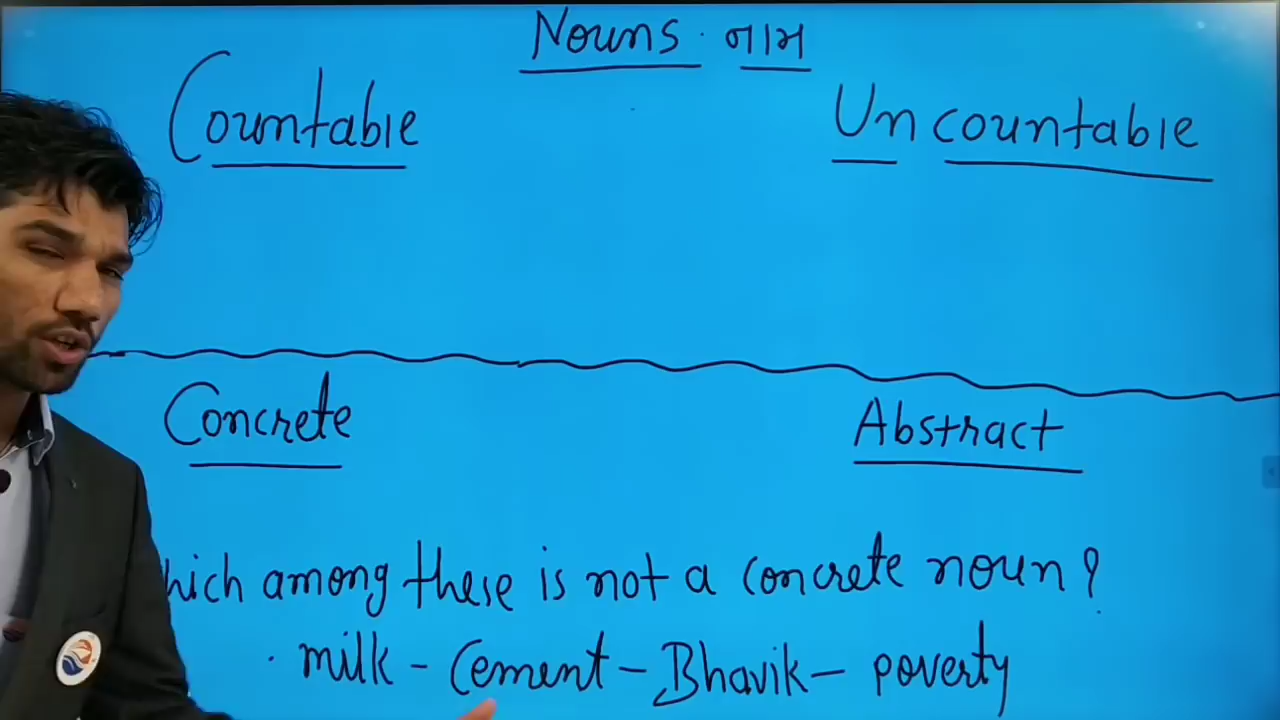 Nouns. નામ
Countable
Uncountable
Concrete
Abstract
hich among these is not a concrete noun?
. milk - Cement - Bhavik - poverty